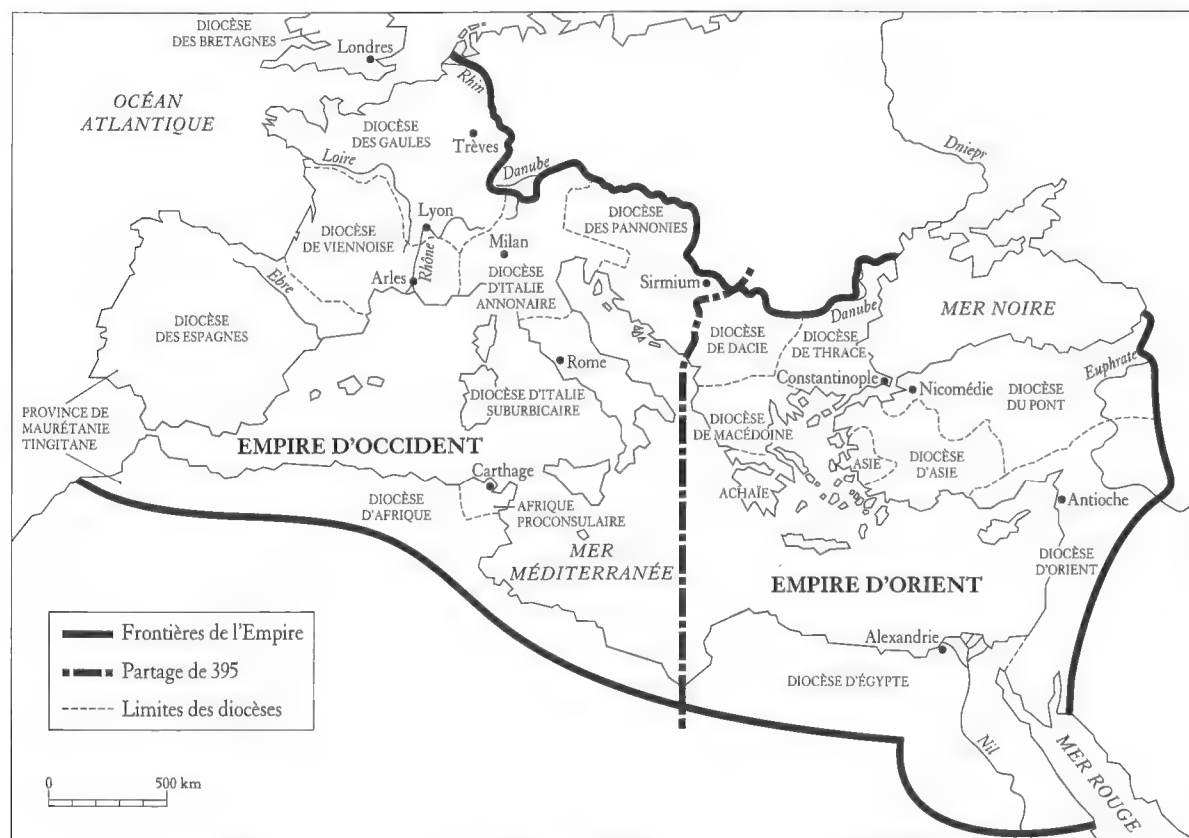 DIOCÈSE
DES BRETAGNES
Londres
OCÉAN
ATLANTIQUE
Rhin
DIOCÈSE
DES GAULES
Trèves
Loire
Danube
Dniepr
DIOCÈSE
DE VIENNOISE
Lyon
Rhône
Arles
Milan
DIOCÈSE
D'ITALIE
ANNONAIRE
DIOCÈSE
DES PANNONIES
Sirmium
Danube
MER NOIRE
Ebre
DIOCÈSE
DES ESPAGNES
DIOCÈSE
DE DACIE
DIOCÈSE
DE THRACE
Constantinople
Nicomédie
Euphrate
DIOCÈSE
DU PONT
Rome
DIOCÈSE D'ITALIE
SUBURBICAIRE
PROVINCE DE
MAURÉTANIE
TINGITANE
EMPIRE D'OCCIDENT
DIOCÈSE
DE MACÉDOINE
ASIE
DIOCÈSE
D'ASIE
ACHAÏE
Antioche
Carthage
DIOCÈSE
D'AFRIQUE
AFRIQUE
PROCONSULAIRE
MER
MÉDITERRANÉE
EMPIRE D'ORIENT
DIOCÈSE
D'ORIENT
Alexandrie
DIOCÈSE D'ÉGYPTE
Nil
MER ROUGE
Frontières de l'Empire
Partage de 395
Limites des diocèses
0 500 km